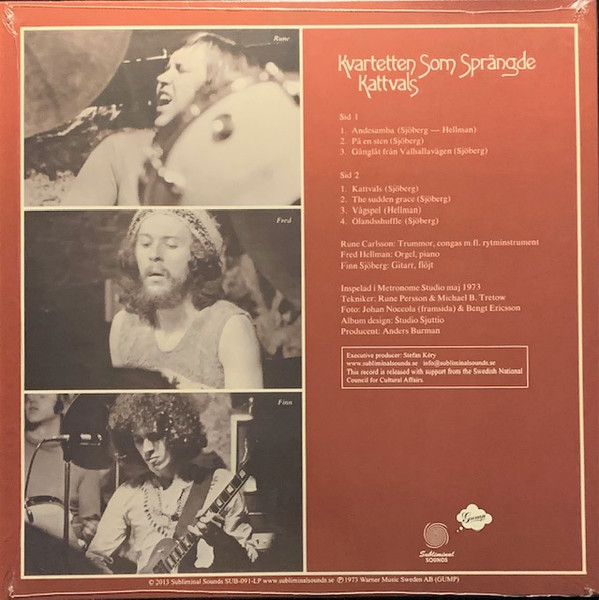 Rune
Fred
Finn
Kvartetten Som Sprängde
Kattvals
Sid 1
1. Andesamba (Sjöberg — Hellman)
2. På en sten (Sjöberg)
3. Gånglåt från Valhallavägen (Sjöberg)
Sid 2
1. Kattvals (Sjöberg)
2. The sudden grace (Sjöberg)
3. Vågspel (Hellman)
4. Ölandsshuffle (Sjöberg)
Rune Carlsson: Trummor, congas m.fl. rytminstrument
Fred Hellman: Orgel, piano
Finn Sjöberg: Gitarr, flöjt
Inspelad i Metronome Studio maj 1973
Tekniker: Rune Persson & Michael B. Tretow
Foto: Johan Noccola (framsida) & Bengt Ericsson
Album design: Studio Sjuttio
Producent: Anders Burman
Executive producer: Stefan Kéry
www.subliminalsounds.se info@subliminalsounds.se
This record is released with support from the Swedish National
Council for Cultural Affairs.
Gump
Subliminal
SOUNDS
© 2013 Subliminal Sounds SUB-091-LP www.subliminalsounds.se ℗ 1973 Warner Music Sweden AB (GUMP)